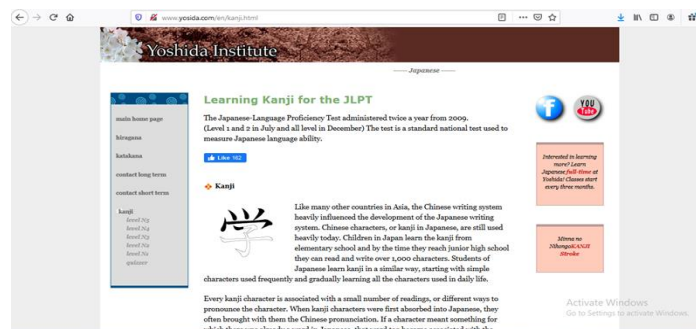 www.yosida.com/en/kanji.html
Yoshida Institute
Japanese
Learning Kanji for the JLPT
The Japanese-Language Proficiency Test administered twice a year from 2009.
(Level 1 and 2 in July and all level in December) The test is a standard national test used to
measure Japanese language ability.
Like 162
Kanji
main home page
hiragana
katakana
contact long term
contact short term
kanji
level N5
level N4
level N3
level N2
level N1
quizzer
学
Like many other countries in Asia, the Chinese writing system
heavily influenced the development of the Japanese writing
system. Chinese characters, or kanji in Japanese, are still used
heavily today. Children in Japan learn the kanji from
elementary school and by the time they reach junior high school
they can read and write over 1,000 characters. Students of
Japanese learn kanji in a similar way, starting with simple
characters used frequently and gradually learning all the characters used in daily life.
Every kanji character is associated with a small number of readings, or different ways to
pronounce the character. When kanji characters were first absorbed into Japanese, they
often brought with them the Chinese pronunciation. If a character meant something for
You
Tube
Interested in learning
more? Learn
Japanese full-time at
Yoshida! Classes start
every three months.
Minna no
NihongoKANJI
Stroke
Activate Windows
Go to Settings to activate Windows.